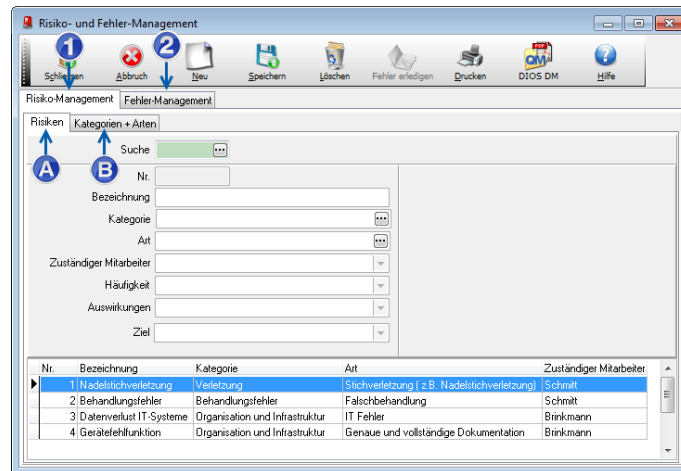 Risiko- und Fehler-Management
1 2
Schließen Abbruch Neu Speichern Löschen Fehler erledigen Drucken DIOS DM Hilfe
PDF QM
Risiko-Management Fehler-Management
Risiken Kategorien + Arten
A B
Suche
Nr.
Bezeichnung
Kategorie
Art
Zuständiger Mitarbeiter
Häufigkeit
Auswirkungen
Ziel
Nr. Bezeichnung Kategorie Art Zuständiger Mitarbeiter
1 Nadelstichverletzung Verletzung Stichverletzung ( z.B. Nadelstichverletzung) Schmitt
2 Behandlungsfehler Behandlungsfehler Falschbehandlung Schmitt
3 Datenverlust IT-Systeme Organisation und Infrastruktur IT Fehler Brinkmann
4 Gerätefehlfunktion Organisation und Infrastruktur Genaue und vollständige Dokumentation Brinkmann